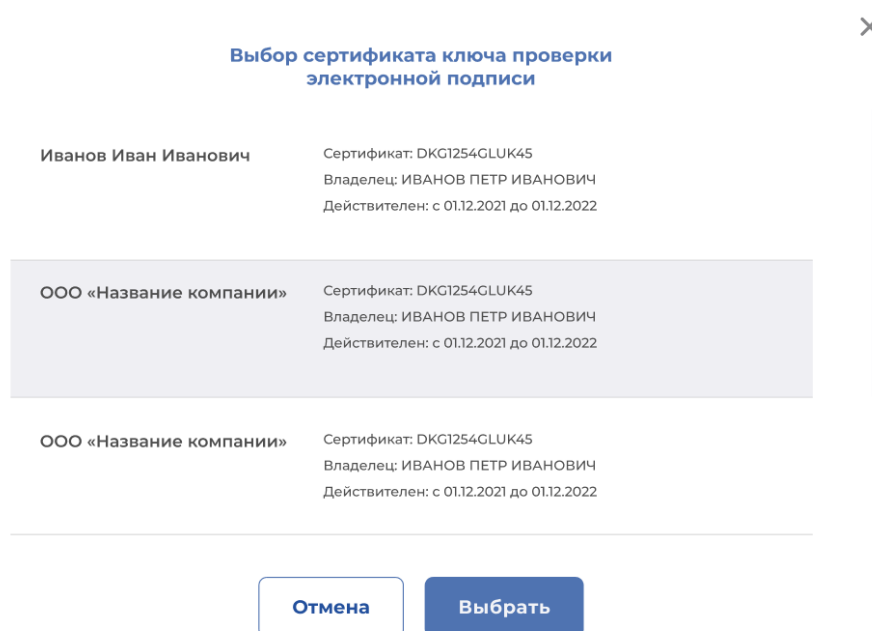 Выбор сертификата ключа проверки
электронной подписи
Иванов Иван Иванович
Сертификат: DKG1254GLUK45
Владелец: ИВАНОВ ПЕТР ИВАНОВИЧ
Действителен: с 01.12.2021 до 01.12.2022
ООО «Название компании»
Сертификат: DKG1254GLUK45
Владелец: ИВАНОВ ПЕТР ИВАНОВИЧ
Действителен: с 01.12.2021 до 01.12.2022
ООО «Название компании»
Сертификат: DKG1254GLUK45
Владелец: ИВАНОВ ПЕТР ИВАНОВИЧ
Действителен: с 01.12.2021 до 01.12.2022
Отмена
Выбрать